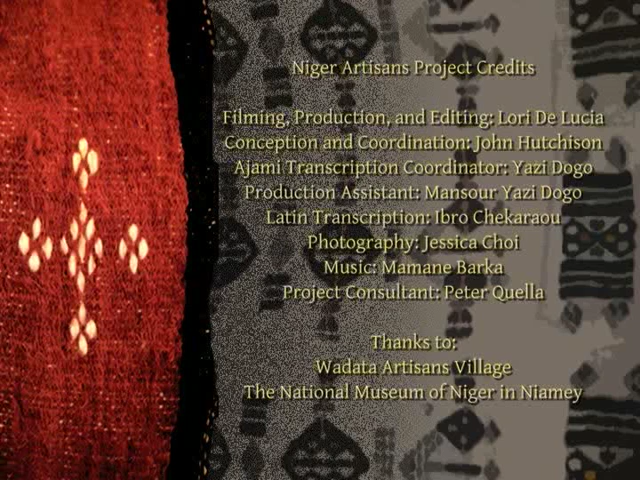 Niger Artisans Project Credits
Filming, Production, and Editing: Lori De Lucia
Conception and Coordination: John Hutchison
Ajami Transcription Coordinator: Yazi Dogo
Production Assistant: Mansour Yazi Dogo
Latin Transcription: Ibro Chekaraou
Photography: Jessica Choi
Music: Mamane Barka
Project Consultant: Peter Quella
Thanks to:
Wadata Artisans Village
The National Museum of Niger in Niamey